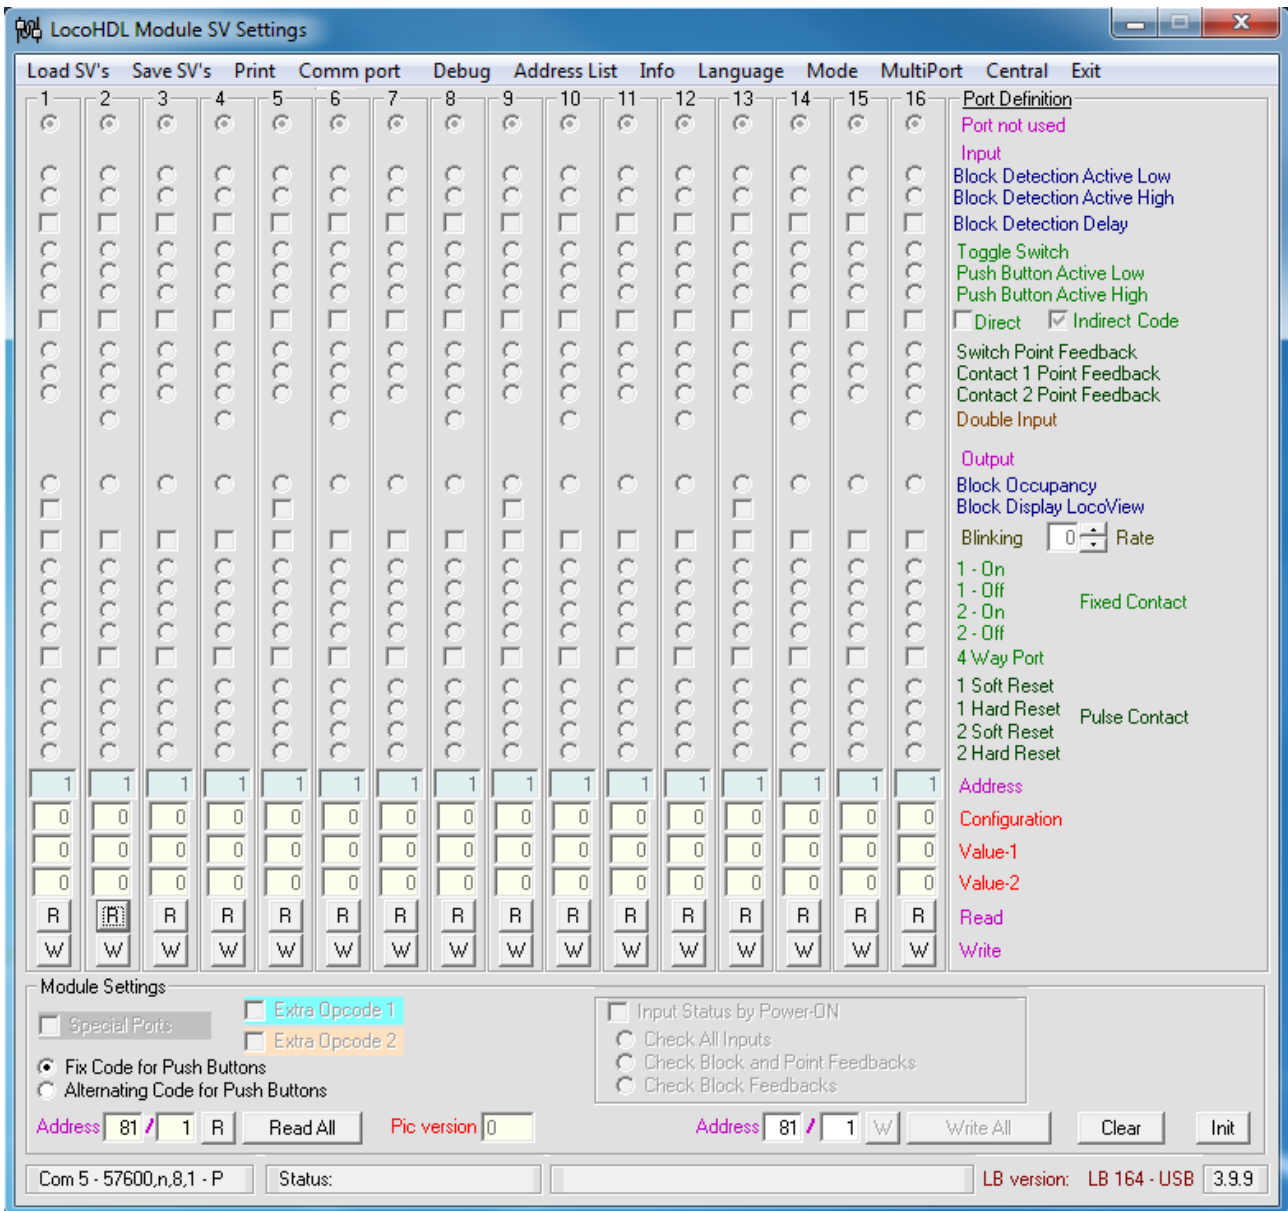 LocoHDL Module SV Settings
Load SV's Save SV's Print Comm port Debug Address List Info Language Mode MultiPort Central Exit
1 2 3 4 5 6 7 8 9 10 11 12 13 14 15 16 Port Definition
Port not used
Input
Block Detection Active Low
Block Detection Active High
Block Detection Delay
Toggle Switch
Push Button Active Low
Push Button Active High
Direct Indirect Code
Switch Point Feedback
Contact 1 Point Feedback
Contact 2 Point Feedback
Double Input
Output
Block Occupancy
Block Display LocoView
Blinking 0 Rate
1 - On
1 - Off
Fixed Contact
2 - On
2 - Off
4 Way Port
1 Soft Reset
1 Hard Reset
Pulse Contact
2 Soft Reset
2 Hard Reset
1 1 1 1 1 1 1 1 1 1 1 1 1 1 1 1 Address
0 0 0 0 0 0 0 0 0 0 0 0 0 0 0 0 Configuration
0 0 0 0 0 0 0 0 0 0 0 0 0 0 0 0 Value-1
0 0 0 0 0 0 0 0 0 0 0 0 0 0 0 0 Value-2
R R R R R R R R R R R R R R R R Read
W W W W W W W W W W W W W W W W Write
Module Settings
Special Ports
Extra Opcode 1
Extra Opcode 2
Fix Code for Push Buttons
Alternating Code for Push Buttons
Input Status by Power-ON
Check All Inputs
Check Block and Point Feedbacks
Check Block Feedbacks
Address 81 / 1 R Read All Pic version 0 Address 81 / 1 W Write All Clear Init
Com 5 - 57600,n,8,1 - P Status: LB version: LB 164 - USB 3.9.9